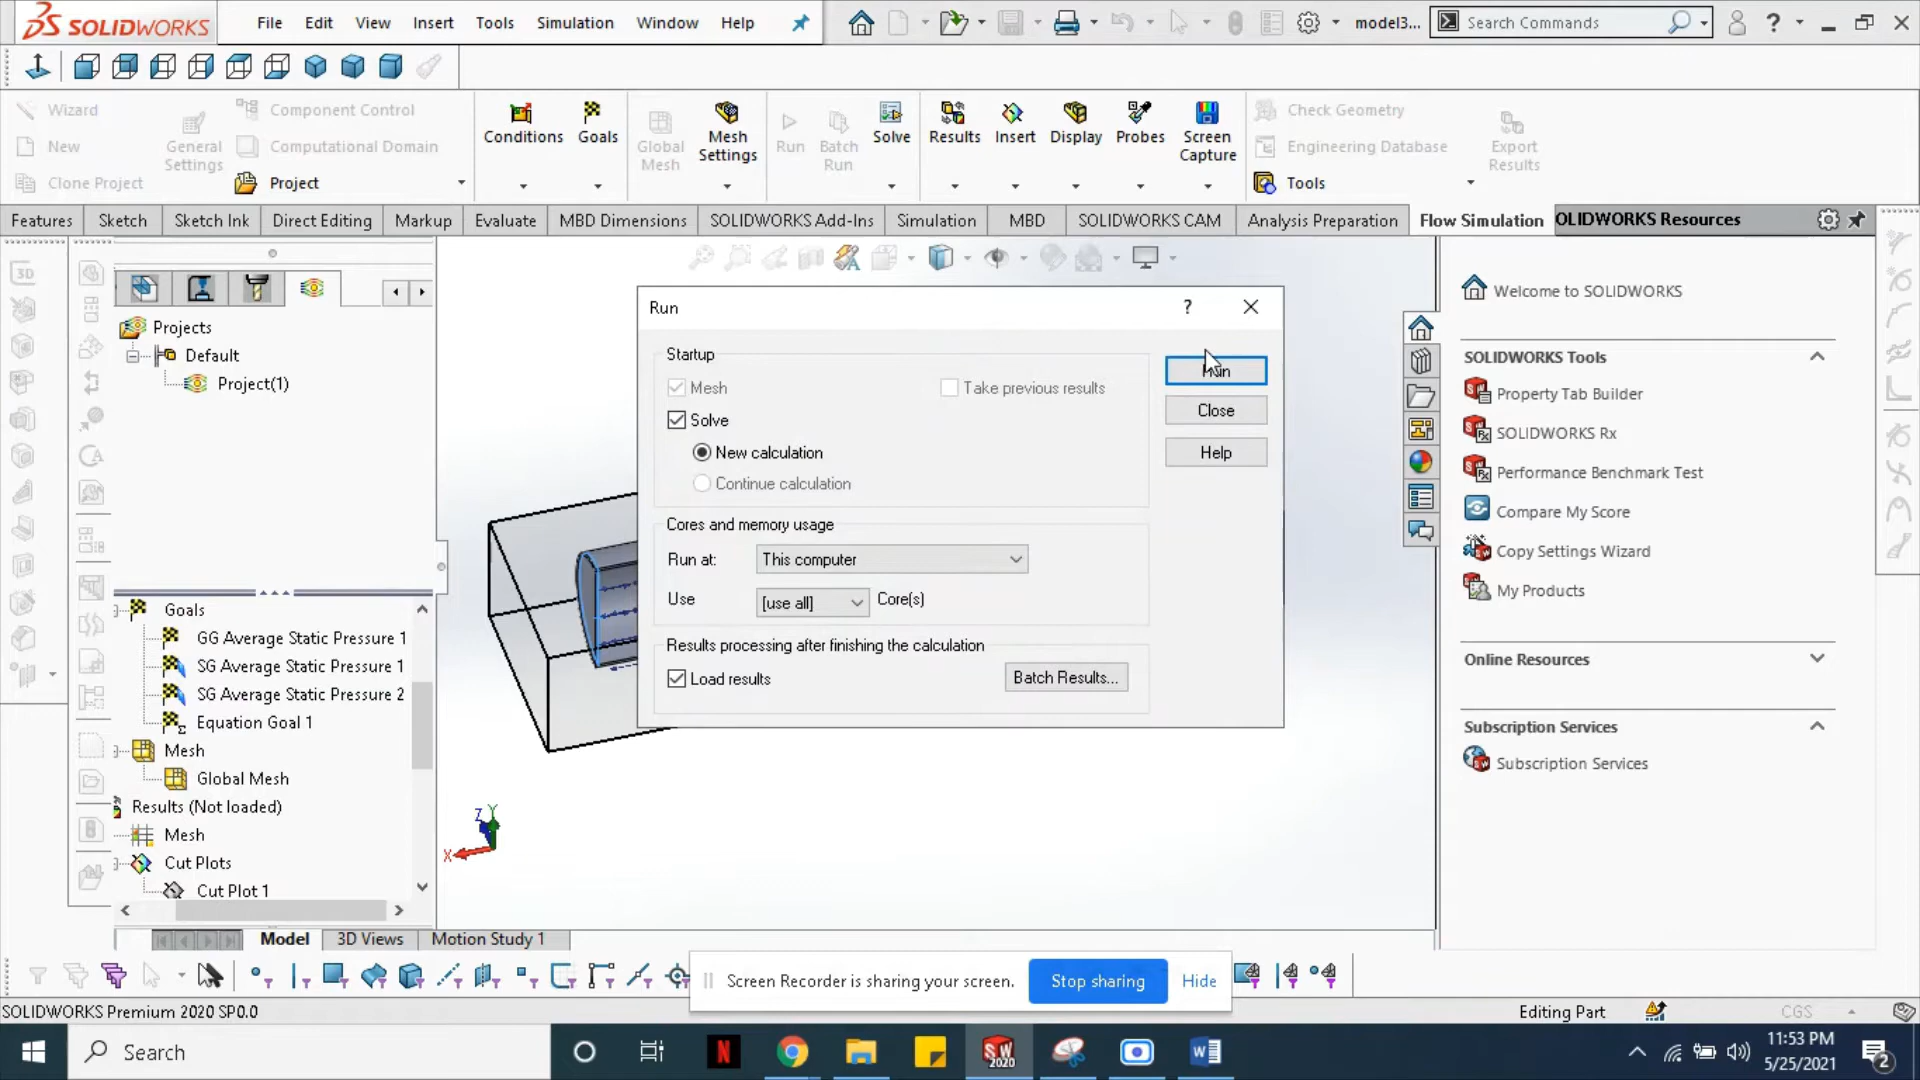 SOLIDWORKS
File Edit View Insert Tools Simulation Window Help
model3...
Search Commands
Wizard
New
Clone Project
General Settings
Component Control
Computational Domain
Project
Conditions
Goals
Global Mesh
Mesh Settings
Run
Batch Run
Solve
Results
Insert
Display
Probes
Screen Capture
Check Geometry
Engineering Database
Tools
Export Results
Features Sketch Sketch Ink Direct Editing Markup Evaluate MBD Dimensions SOLIDWORKS Add-Ins Simulation MBD SOLIDWORKS CAM Analysis Preparation Flow Simulation
OLIDWORKS Resources
3D
Projects
Default
Project(1)
Goals
GG Average Static Pressure 1
SG Average Static Pressure 1
SG Average Static Pressure 2
Equation Goal 1
Mesh
Global Mesh
Results (Not loaded)
Mesh
Cut Plots
Cut Plot 1
Run
Startup
Mesh
Take previous results
Solve
New calculation
Continue calculation
Cores and memory usage
Run at: This computer
Use [use all] Core(s)
Results processing after finishing the calculation
Load results
Batch Results...
Run
Close
Help
Z Y
X
Welcome to SOLIDWORKS
SOLIDWORKS Tools
Property Tab Builder
SOLIDWORKS Rx
Performance Benchmark Test
Compare My Score
Copy Settings Wizard
My Products
Online Resources
Subscription Services
Subscription Services
Model 3D Views Motion Study 1
Screen Recorder is sharing your screen. Stop sharing Hide
SOLIDWORKS Premium 2020 SP0.0
Editing Part
CGS
Search
N
SW 2020
11:53 PM
5/25/2021
2